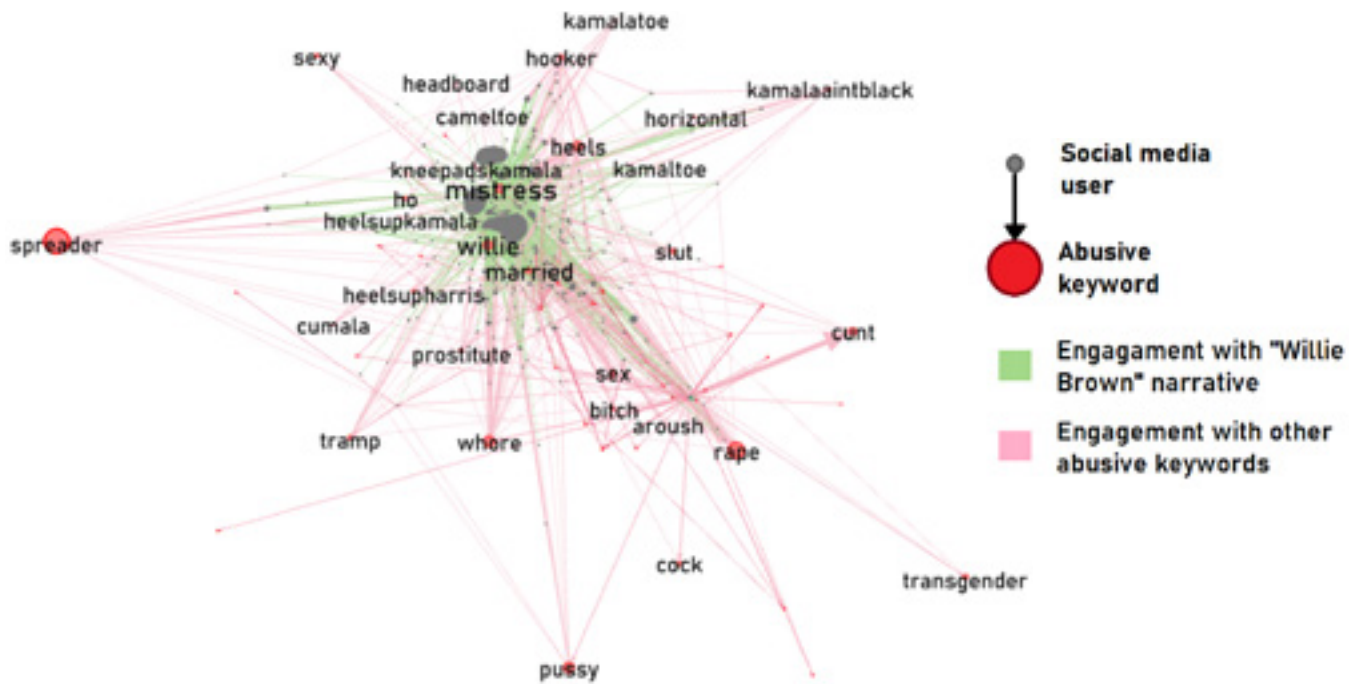 kamalatoe
sexy
hooker
headboard
kamalaaintblack
cameltoe
horizontal
heels
kneepadskamala
kamaltoe
mistress
ho
heelsupkamala
spreader
willie
slut
married
heelsupharris
cumala
cunt
prostitute
sex
bitch
aroush
tramp
whore
rape
cock
transgender
pussy
Social media
user
Abusive
keyword
Engagament with "Willie
Brown" narrative
Engagement with other
abusive keywords